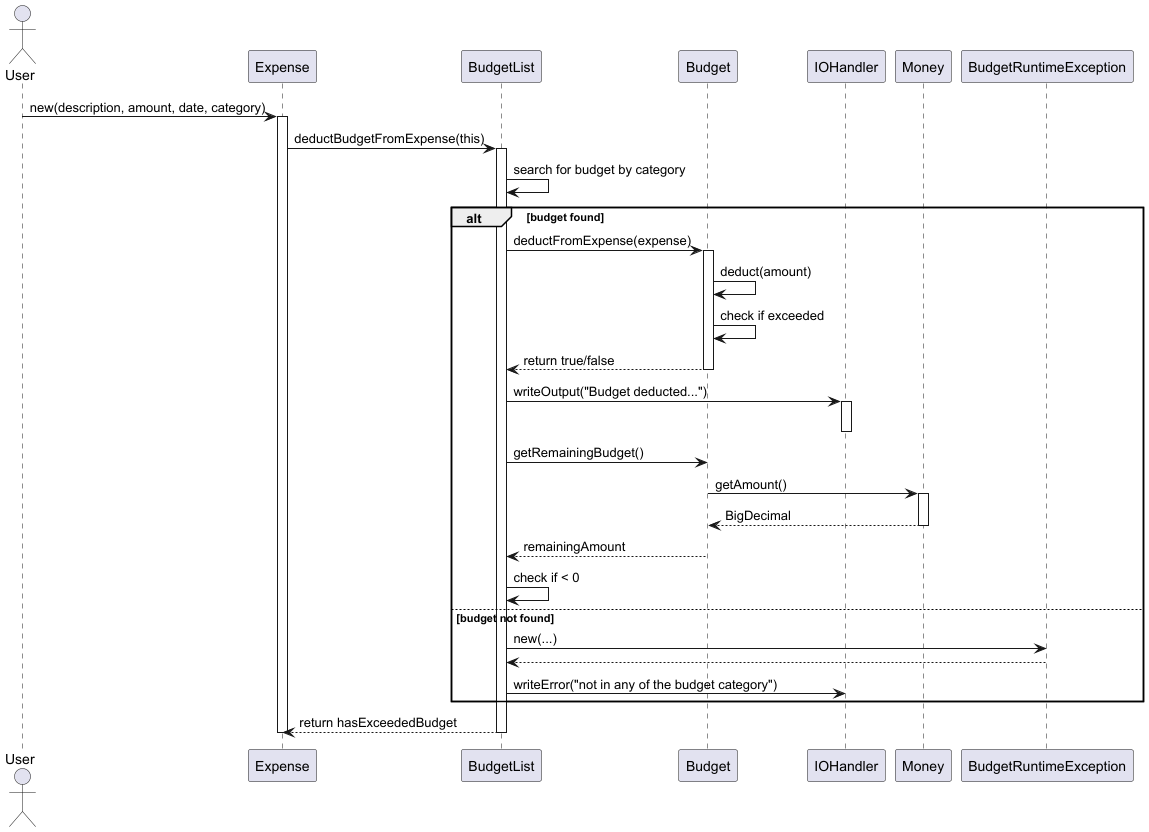 User
Expense
BudgetList
Budget
IOHandler
Money
BudgetRuntimeException
new(description, amount, date, category)
deductBudgetFromExpense(this)
search for budget by category
alt
[budget found]
deductFromExpense(expense)
deduct(amount)
check if exceeded
return true/false
writeOutput("Budget deducted...")
getRemainingBudget()
getAmount()
BigDecimal
remainingAmount
check if < 0
[budget not found]
new(...)
writeError("not in any of the budget category")
return hasExceededBudget
User
Expense
BudgetList
Budget
IOHandler
Money
BudgetRuntimeException